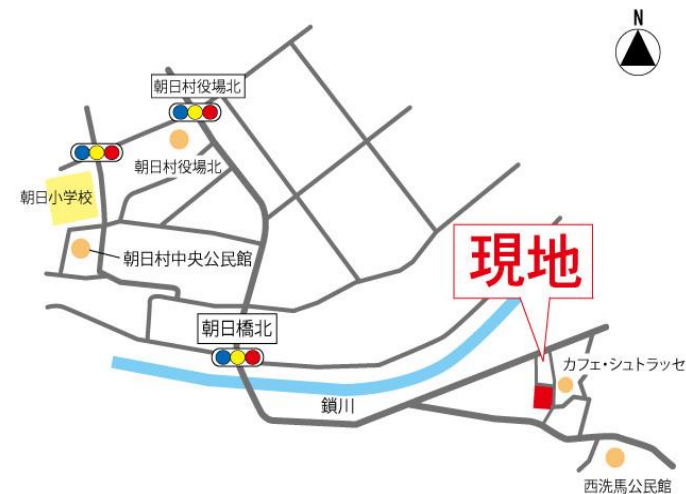 N
朝日村役場北
朝日村役場北
朝日小学校
朝日村中央公民館
現地
朝日橋北
カフェ・シュトラッセ
鎖川
西洗馬公民館